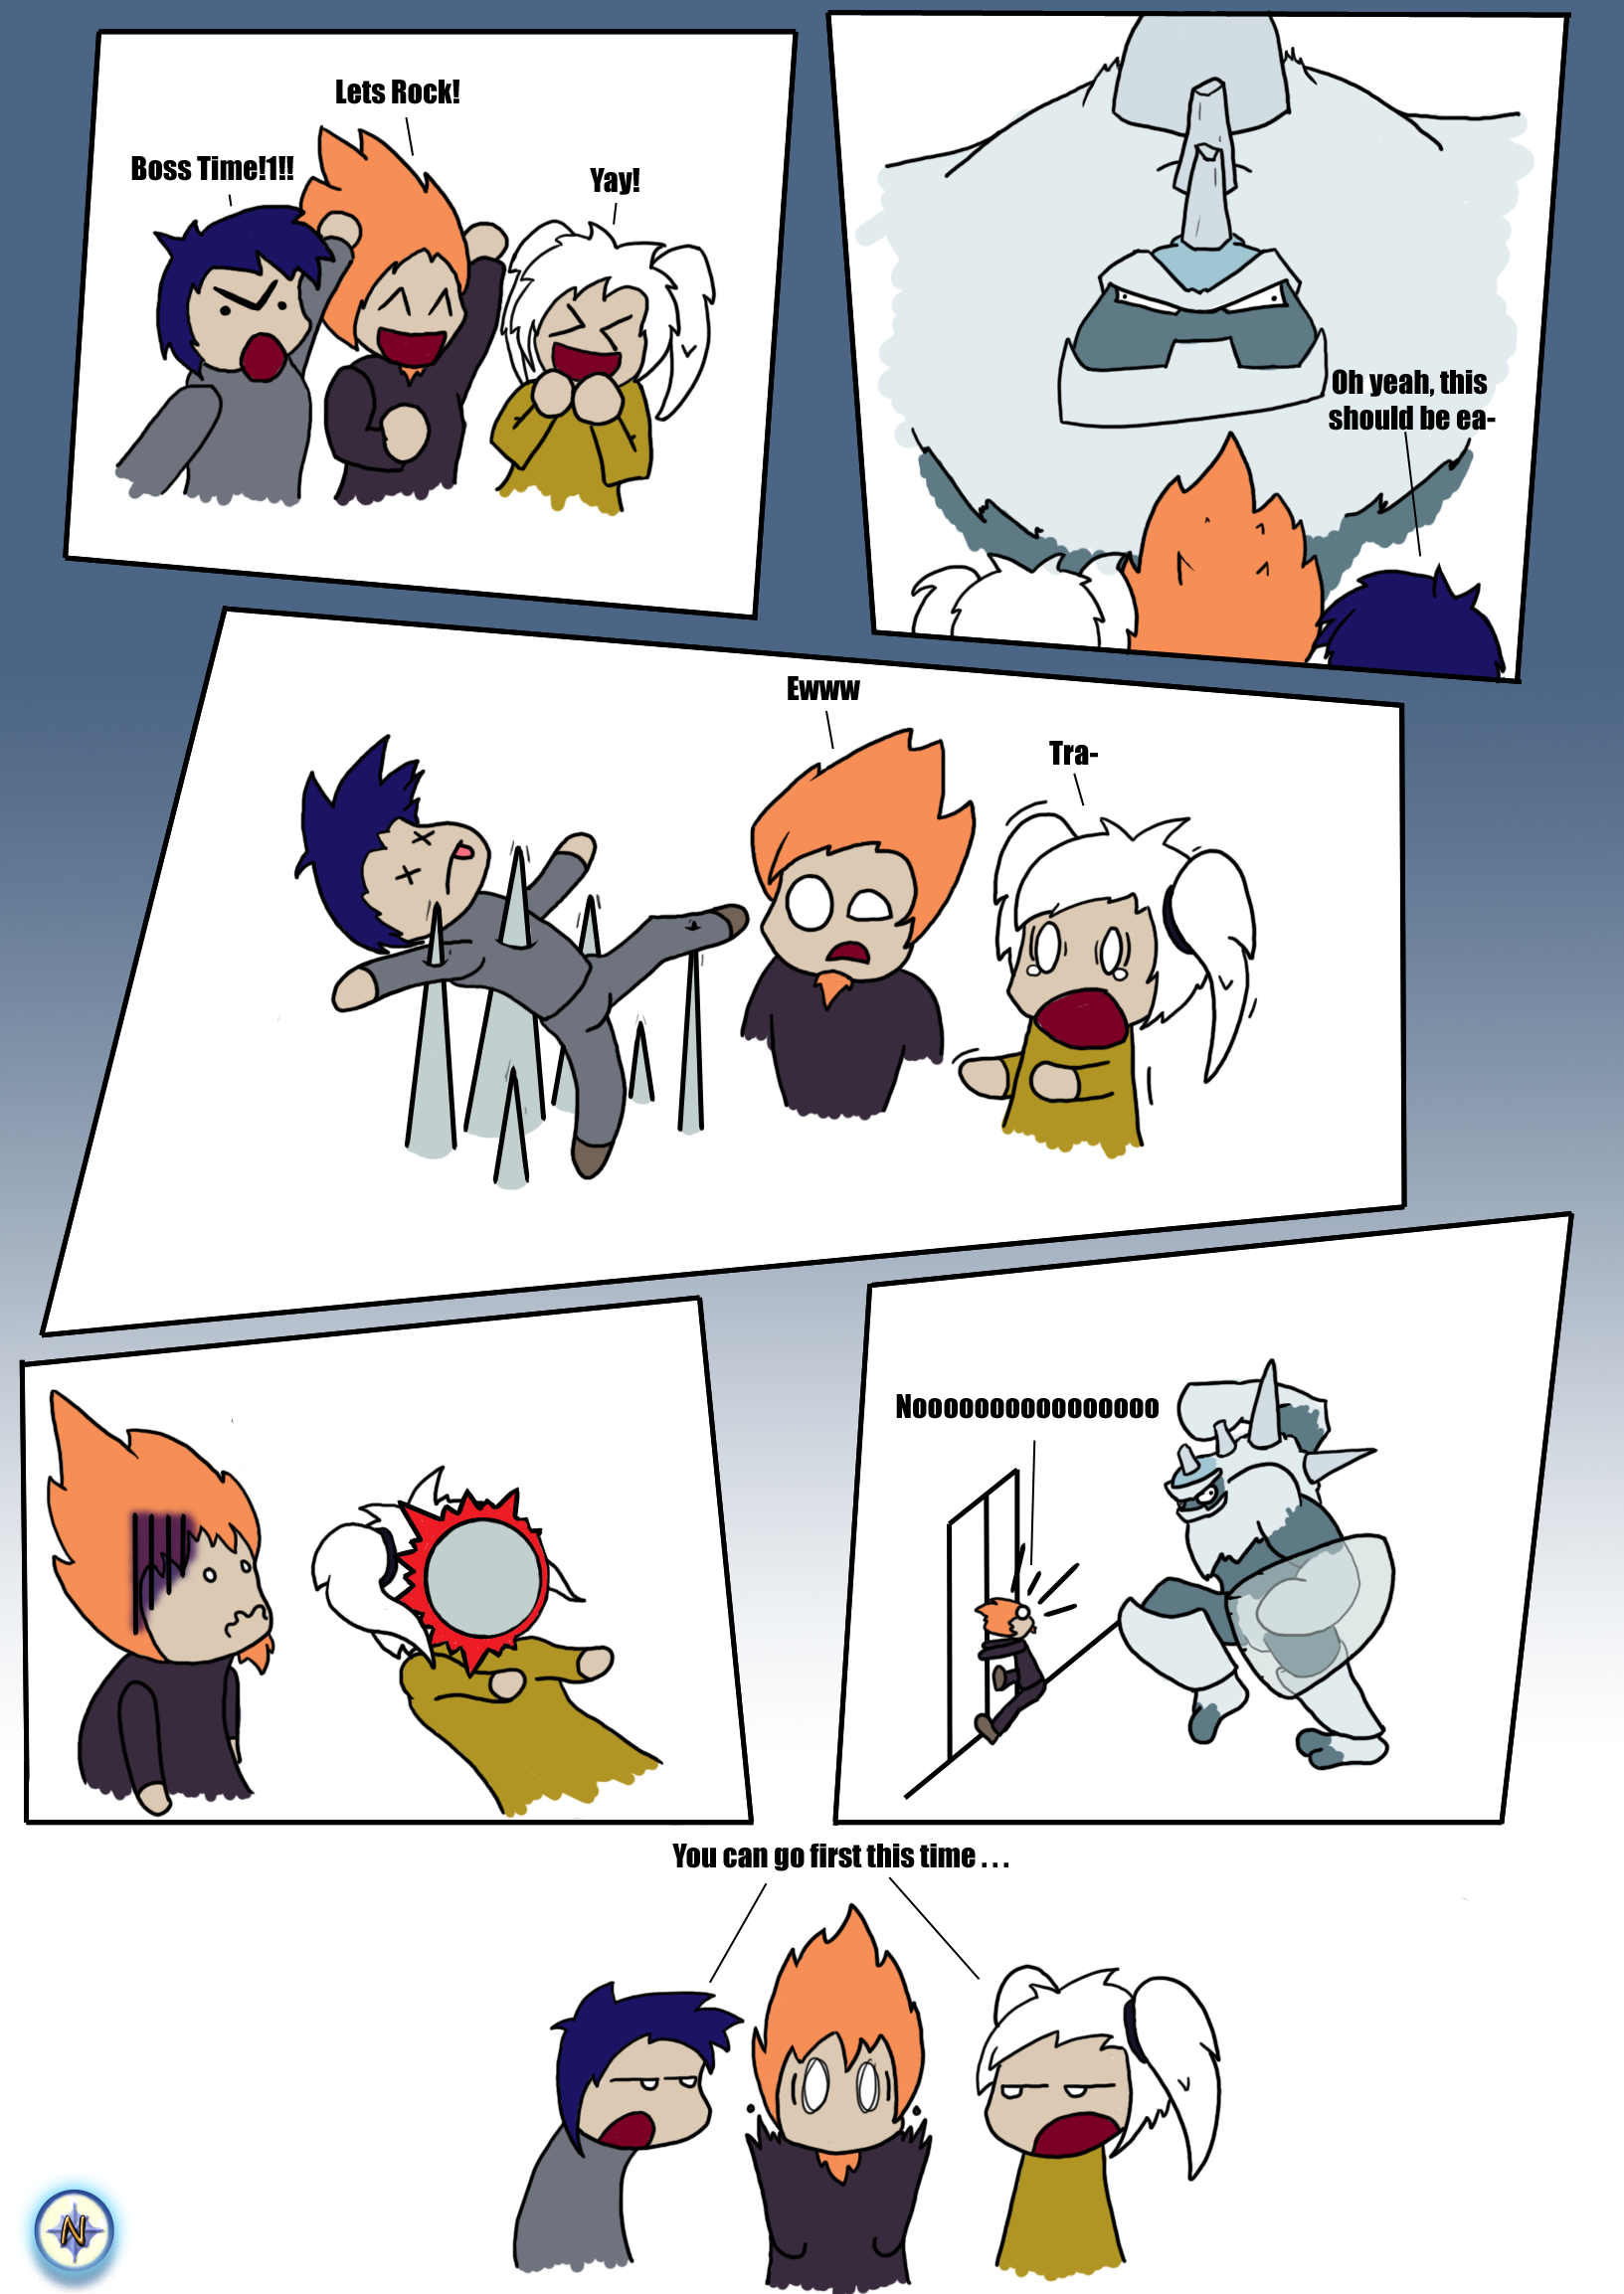 Lets Rock!
Boss Time!1!!
Yay!
Oh yeah, this
should be ea-
Ewww
Tra-
Nooooooooooooooooo
You can go first this time . . .
N